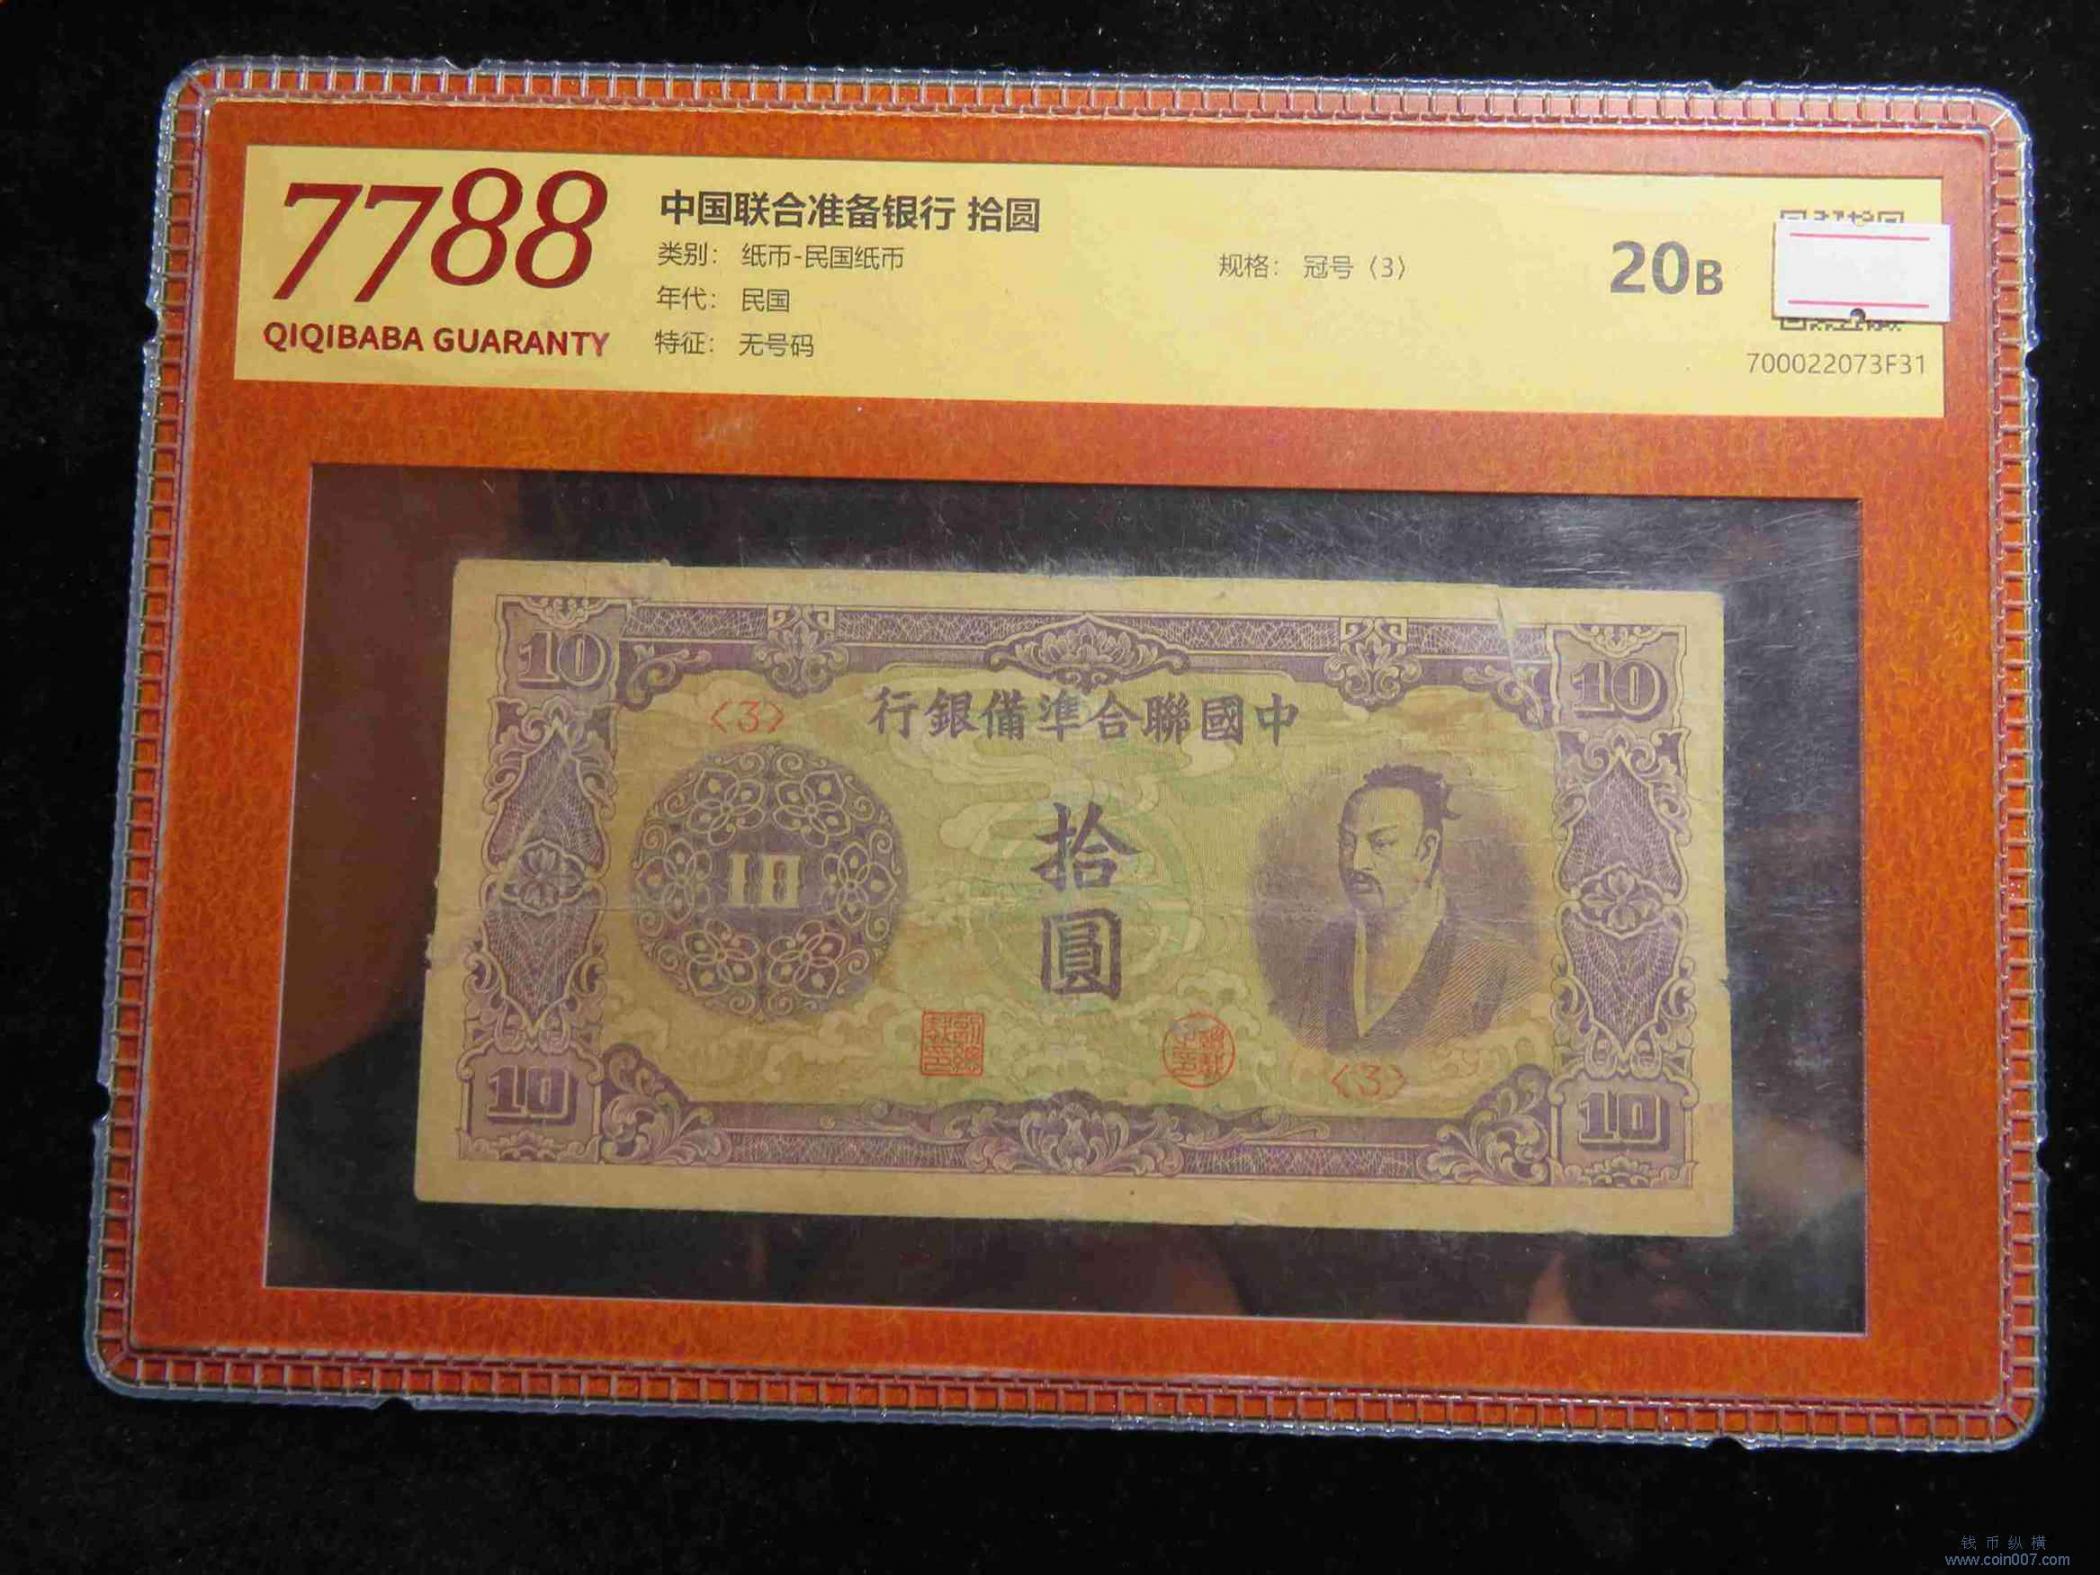 7788
QIQIBABA GUARANTY
中国联合准备银行 拾圆
类别： 纸币-民国纸币
年代： 民国
特征： 无号码
规格： 冠号〈3〉
20B
700022073F31
10
10
〈3〉
行銀備準合聯國中
10
拾圓
〈3〉
10
10
钱币纵横
www.coin007.com